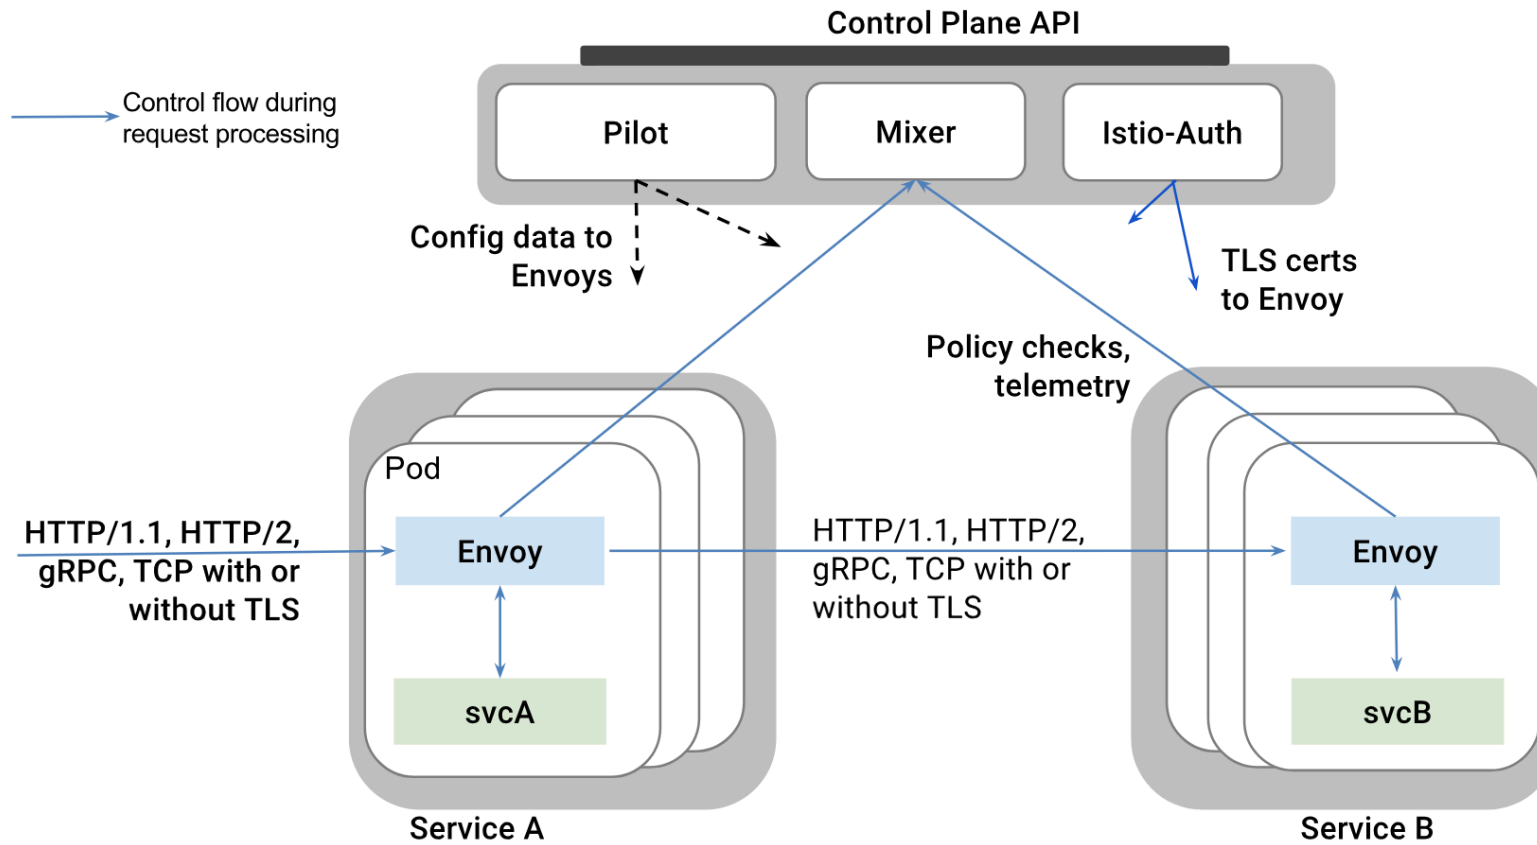 Control Plane API
Control flow during
request processing
Pilot
Mixer
Istio-Auth
Config data to
Envoys
TLS certs
to Envoy
Policy checks,
telemetry
Pod
HTTP/1.1, HTTP/2,
gRPC, TCP with or
without TLS
Envoy
HTTP/1.1, HTTP/2,
gRPC, TCP with or
without TLS
Envoy
svcA
svcB
Service A
Service B